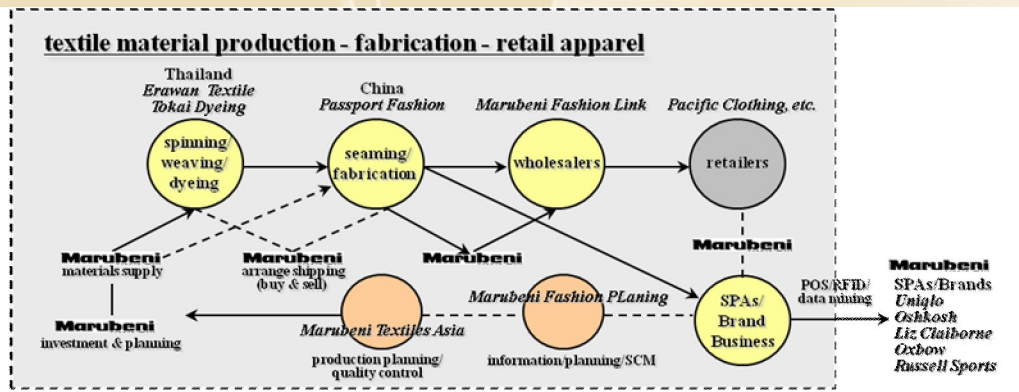 textile material production - fabrication - retail apparel
Thailand
Erawan Textile
Tokai Dyeing
China
Passport Fashion
Marubeni Fashion Link
Pacific Clothing, etc.
spinning/
weaving/
dyeing
seaming/
fabrication
wholesalers
retailers
Marubeni
materials supply
Marubeni
arrange shipping
(buy & sell)
Marubeni
Marubeni
Marubeni
investment & planning
Marubeni Textiles Asia
production planning/
quality control
Marubeni Fashion PLaning
information/planning/SCM
SPAs/
Brand
Business
POS/RFID/
data mining
Marubeni
SPAs/Brands
Uniqlo
Oshkosh
Liz Claiborne
Oxbow
Russell Sports